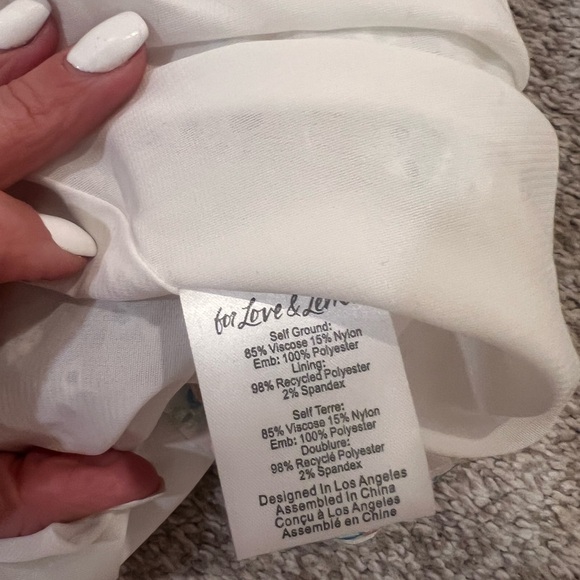 for Love &
Self Ground:
85% Viscose 15% Nylon
Emb: 100% Polyester
Lining:
98% Recycled Polyester
2% Spandex
Self Terre:
85% Viscose 15% Nylon
Emb: 100% Polyester
Doublure:
98% Recyclé Polyester
2% Spandex
Designed In Los Angeles
Assembled in China
Conçu à Los Angeles
Assemblé en Chine